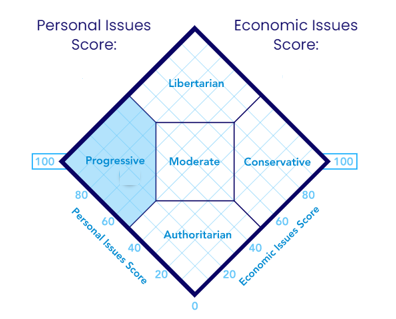 Personal Issues
Score:
Economic Issues
Score:
Libertarian
100
Progressive
Moderate
Conservative
100
80
80
60
60
Personal Issues Score
Economic Issues Score
Authoritarian
40
40
20
20
0